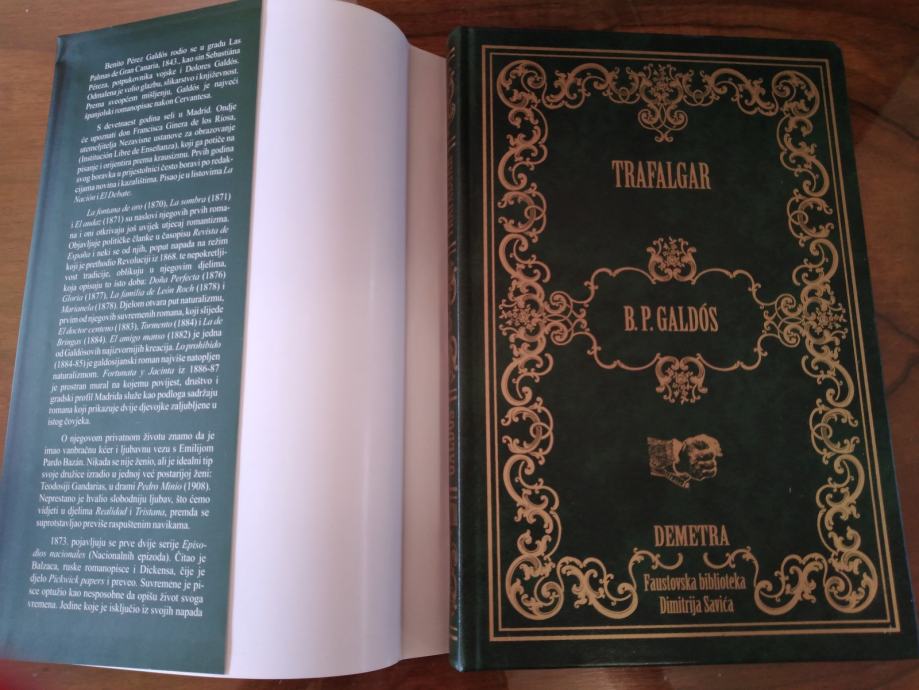 Benito Pérez Galdós rodio se u gradu Las
Palmas de Gran Canaria, 1843., kao sin Sebastiána
Péreza, potpukovnika vojske i Dolores Galdós.
Odmalena je volio glazbu, slikarstvo i književnost.
Prema sveopćem mišljenju, Galdós je najveći
španjolski romanopisac nakon Cervantesa.
S devetnaest godina seli u Madrid. Ondje
će upoznati don Francisca Ginera de los Ríosa,
utemeljitelja Nezavisne ustanove za obrazovanje
(Institución Libre de Enseñanza), koji ga potiče na
pisanje i orijentira prema krausizmu. Prvih godina
svog boravka u prijestolnici često boravi po redak-
cijama novina i kazalištima. Pisao je u listovima La
Nación i El Debate.
La fontana de oro (1870), La sombra (1871)
i El audaz (1871) su naslovi njegovih prvih roma-
na i oni otkrivaju još uvijek utjecaj romantizma.
Objavljuje političke članke u časopisu Revista de
España i neki se od njih, poput napada na režim
koji je prethodio Revoluciji iz 1868. te nepokretlji-
vost tradicije, oblikuju u njegovim djelima,
koja opisuju to isto doba: Doña Perfecta (1876)
Gloria (1877), La familia de León Roch (1878) i
Marianela (1878). Djelom otvara put naturalizmu,
prvim od njegovih suvremenih romana, koji slijede
El doctor centeno (1883), Tormento (1884) i La de
Bringas (1884). El amigo manso (1882) je jedna
od Galdósovih najizvornijih kreacija. Lo prohibido
(1884-85) je galdosijanski roman najviše natopljen
naturalizmom. Fortunata y Jacinta iz 1886-87
je prostran mural na kojemu povijest, društvo i
gradski profil Madrida služe kao podloga sadržaju
romana koji prikazuje dvije djevojke zaljubljene u
istog čovjeka.
O njegovom privatnom životu znamo da je
imao vanbračnu kćer i ljubavnu vezu s Emilijom
Pardo Bazán. Nikada se nije ženio, ali je idealni tip
svoje družice izradio u jednoj već postarijoj ženi:
Teodosiji Gandarias, u drami Pedro Minio (1908).
Neprestano je hvalio slobodniju ljubav, što ćemo
vidjeti u djelima Realidad i Tristana, premda se
suprotstavljao previše raspuštenim navikama.
1873. pojavljuju se prve dvije serije Episo-
dios nacionales (Nacionalnih epizoda). Čitao je
Balzaca, ruske romanopisce i Dickensa, čije je
djelo Pickwick papers i preveo. Suvremene je pi-
sce optužio kao nesposobne da opišu život svoga
vremena. Jedine koje je isključio iz svojih napada
TRAFALGAR
B. P. GALDÓS
DEMETRA
Faustovska biblioteka
Dimitrija Savića